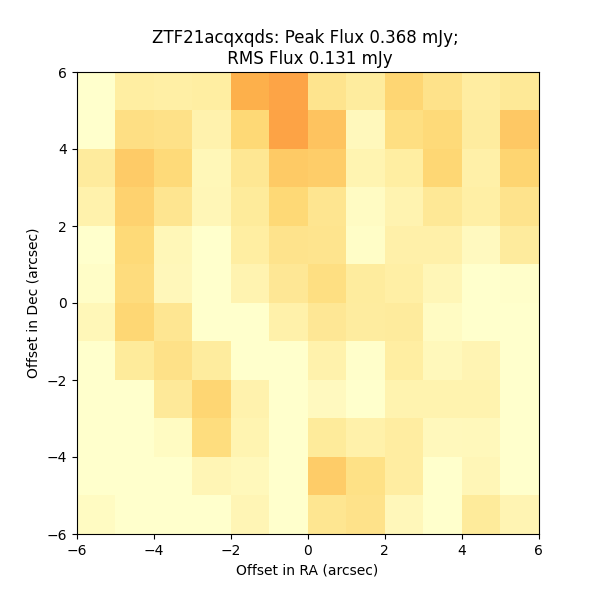 ZTF21acqxqds: Peak Flux 0.368 mJy;
RMS Flux 0.131 mJy
6
4
2
0
−2
−4
−6
Offset in Dec (arcsec)
−6 −4 −2 0 2 4 6
Offset in RA (arcsec)